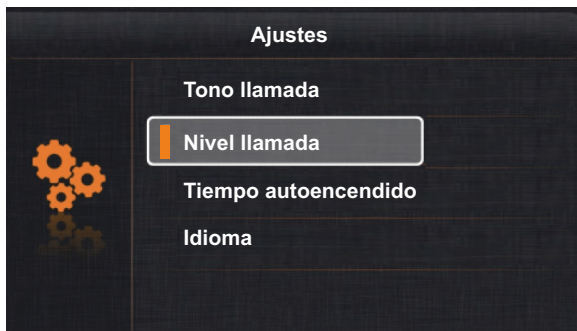 Ajustes
Tono llamada
Nivel llamada
Tiempo autoencendido
Idioma